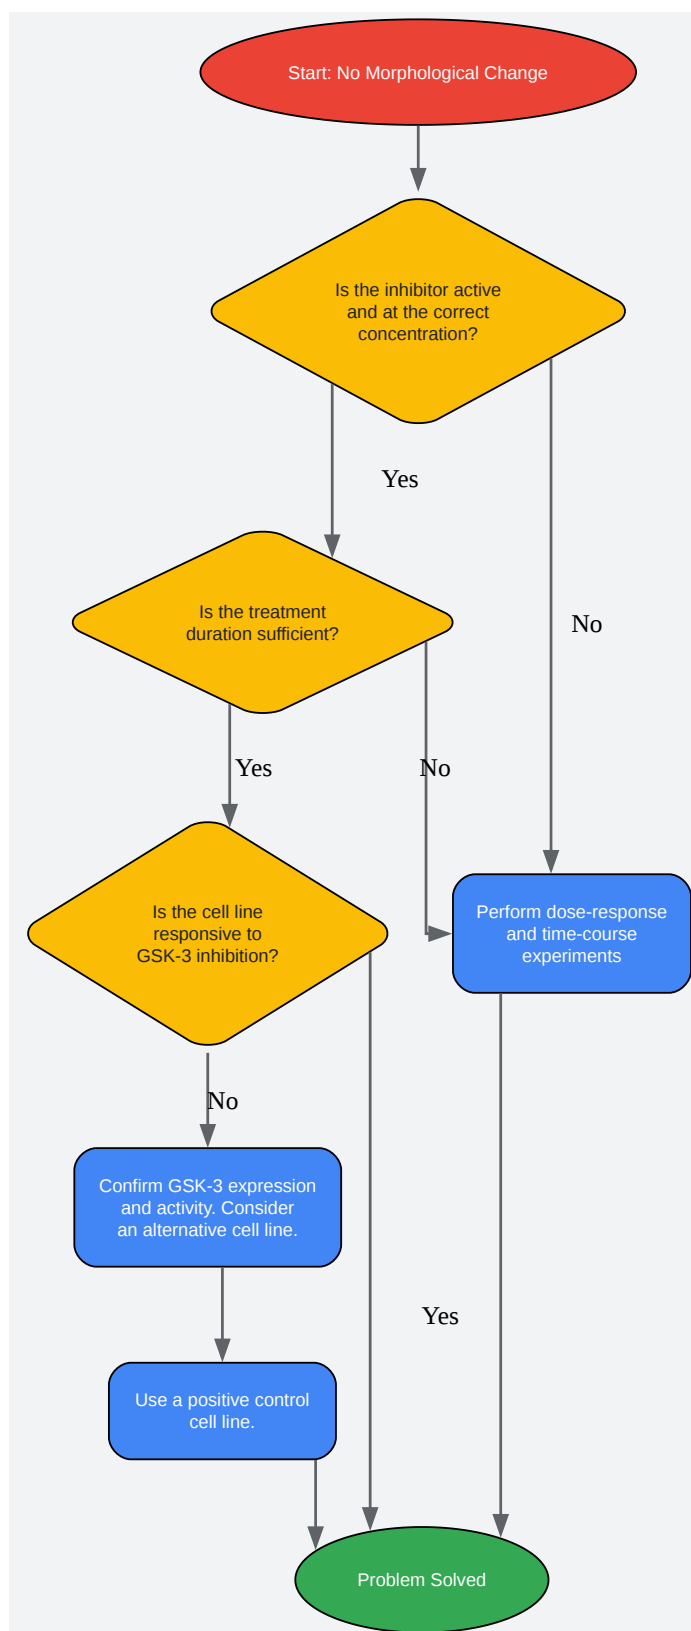 Start: No Morphological Change
Is the inhibitor active
and at the correct
concentration?
Yes
No
Is the treatment
duration sufficient?
Yes
No
Is the cell line
responsive to
GSK-3 inhibition?
Perform dose-response
and time-course
experiments
No
Confirm GSK-3 expression
and activity. Consider
an alternative cell line.
Yes
Use a positive control
cell line.
Problem Solved